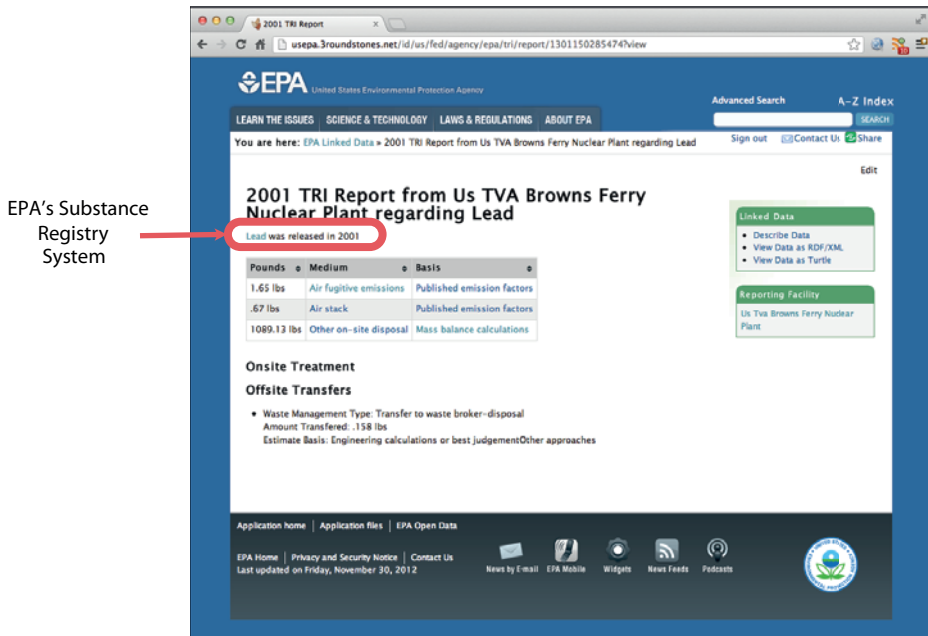 2001 TRI Report
usepa.3roundstones.net/id/us/fed/agency/epa/tri/report/1301150285474?view
10
EPA United States Environmental Protection Agency
Advanced Search A-Z Index
LEARN THE ISSUES SCIENCE & TECHNOLOGY LAWS & REGULATIONS ABOUT EPA
SEARCH
You are here: EPA Linked Data » 2001 TRI Report from Us TVA Browns Ferry Nuclear Plant regarding Lead
Sign out Contact Us Share
Edit
EPA's Substance
Registry
System
2001 TRI Report from Us TVA Browns Ferry
Nuclear Plant regarding Lead
Lead was released in 2001
Pounds Medium Basis
1.65 lbs Air fugitive emissions Published emission factors
.67 lbs Air stack Published emission factors
1089.13 lbs Other on-site disposal Mass balance calculations
Linked Data
• Describe Data
• View Data as RDF/XML
• View Data as Turtle
Reporting Facility
Us Tva Browns Ferry Nuclear
Plant
Onsite Treatment
Offsite Transfers
• Waste Management Type: Transfer to waste broker-disposal
Amount Transfered: .158 lbs
Estimate Basis: Engineering calculations or best judgementOther approaches
Application home | Application files | EPA Open Data
EPA Home | Privacy and Security Notice | Contact Us
Last updated on Friday, November 30, 2012
News by E-mail EPA Mobile Widgets News Feeds Podcasts